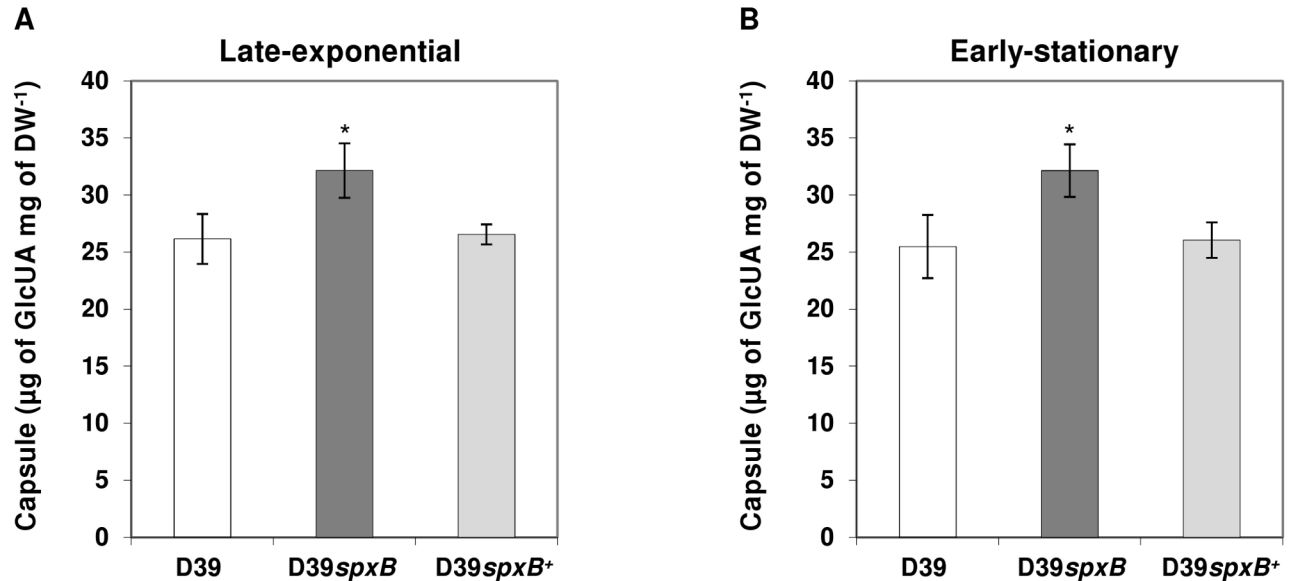 A
Late-exponential
Capsule (µg of GlcUA mg of DW⁻¹)
40
35
30
25
20
15
10
5
0
*
D39 D39spxB D39spxB⁺
B
Early-stationary
Capsule (µg of GlcUA mg of DW⁻¹)
40
35
30
25
20
15
10
5
0
*
D39 D39spxB D39spxB⁺